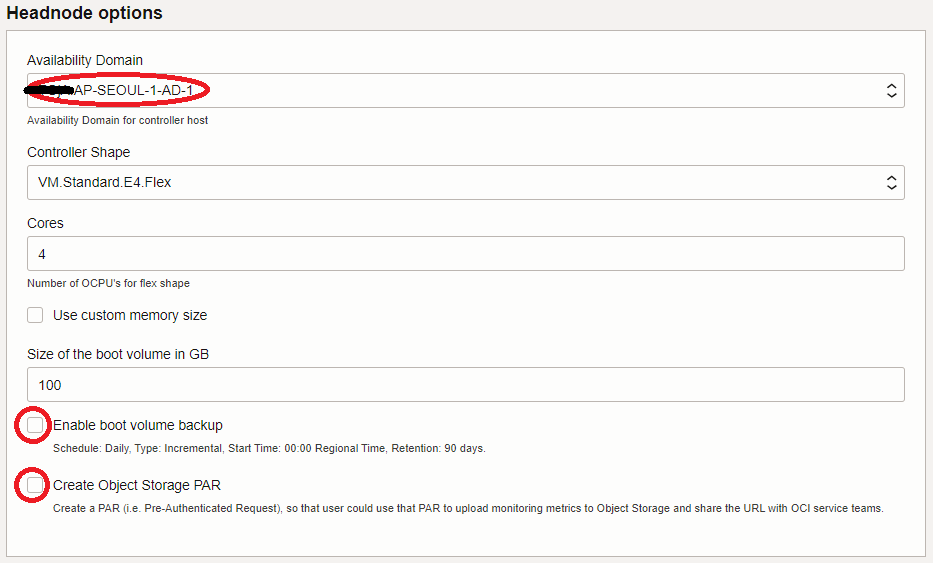 Headnode options
Availability Domain
AP-SEOUL-1-AD-1
Availability Domain for controller host
Controller Shape
VM.Standard.E4.Flex
Cores
4
Number of OCPU's for flex shape
Use custom memory size
Size of the boot volume in GB
100
Enable boot volume backup
Schedule: Daily, Type: Incremental, Start Time: 00:00 Regional Time, Retention: 90 days.
Create Object Storage PAR
Create a PAR (i.e. Pre-Authenticated Request), so that user could use that PAR to upload monitoring metrics to Object Storage and share the URL with OCI service teams.